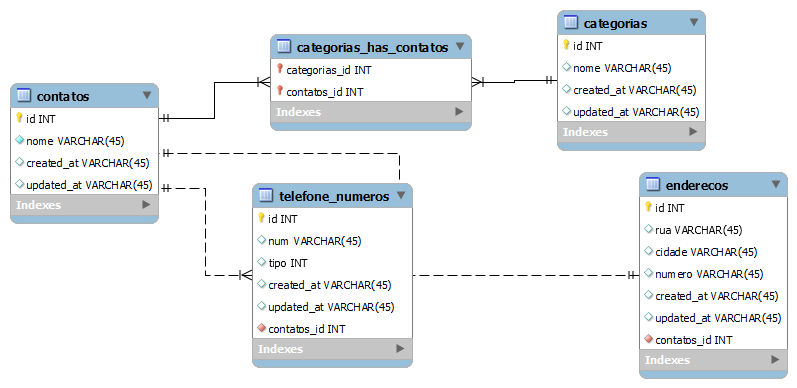 contatos
id INT
nome VARCHAR(45)
created_at VARCHAR(45)
updated_at VARCHAR(45)
Indexes
categorias_has_contatos
categorias_id INT
contatos_id INT
Indexes
categorias
id INT
nome VARCHAR(45)
created_at VARCHAR(45)
updated_at VARCHAR(45)
Indexes
telefone_numeros
id INT
num VARCHAR(45)
tipo INT
created_at VARCHAR(45)
updated_at VARCHAR(45)
contatos_id INT
Indexes
enderecos
id INT
rua VARCHAR(45)
cidade VARCHAR(45)
numero VARCHAR(45)
created_at VARCHAR(45)
updated_at VARCHAR(45)
contatos_id INT
Indexes